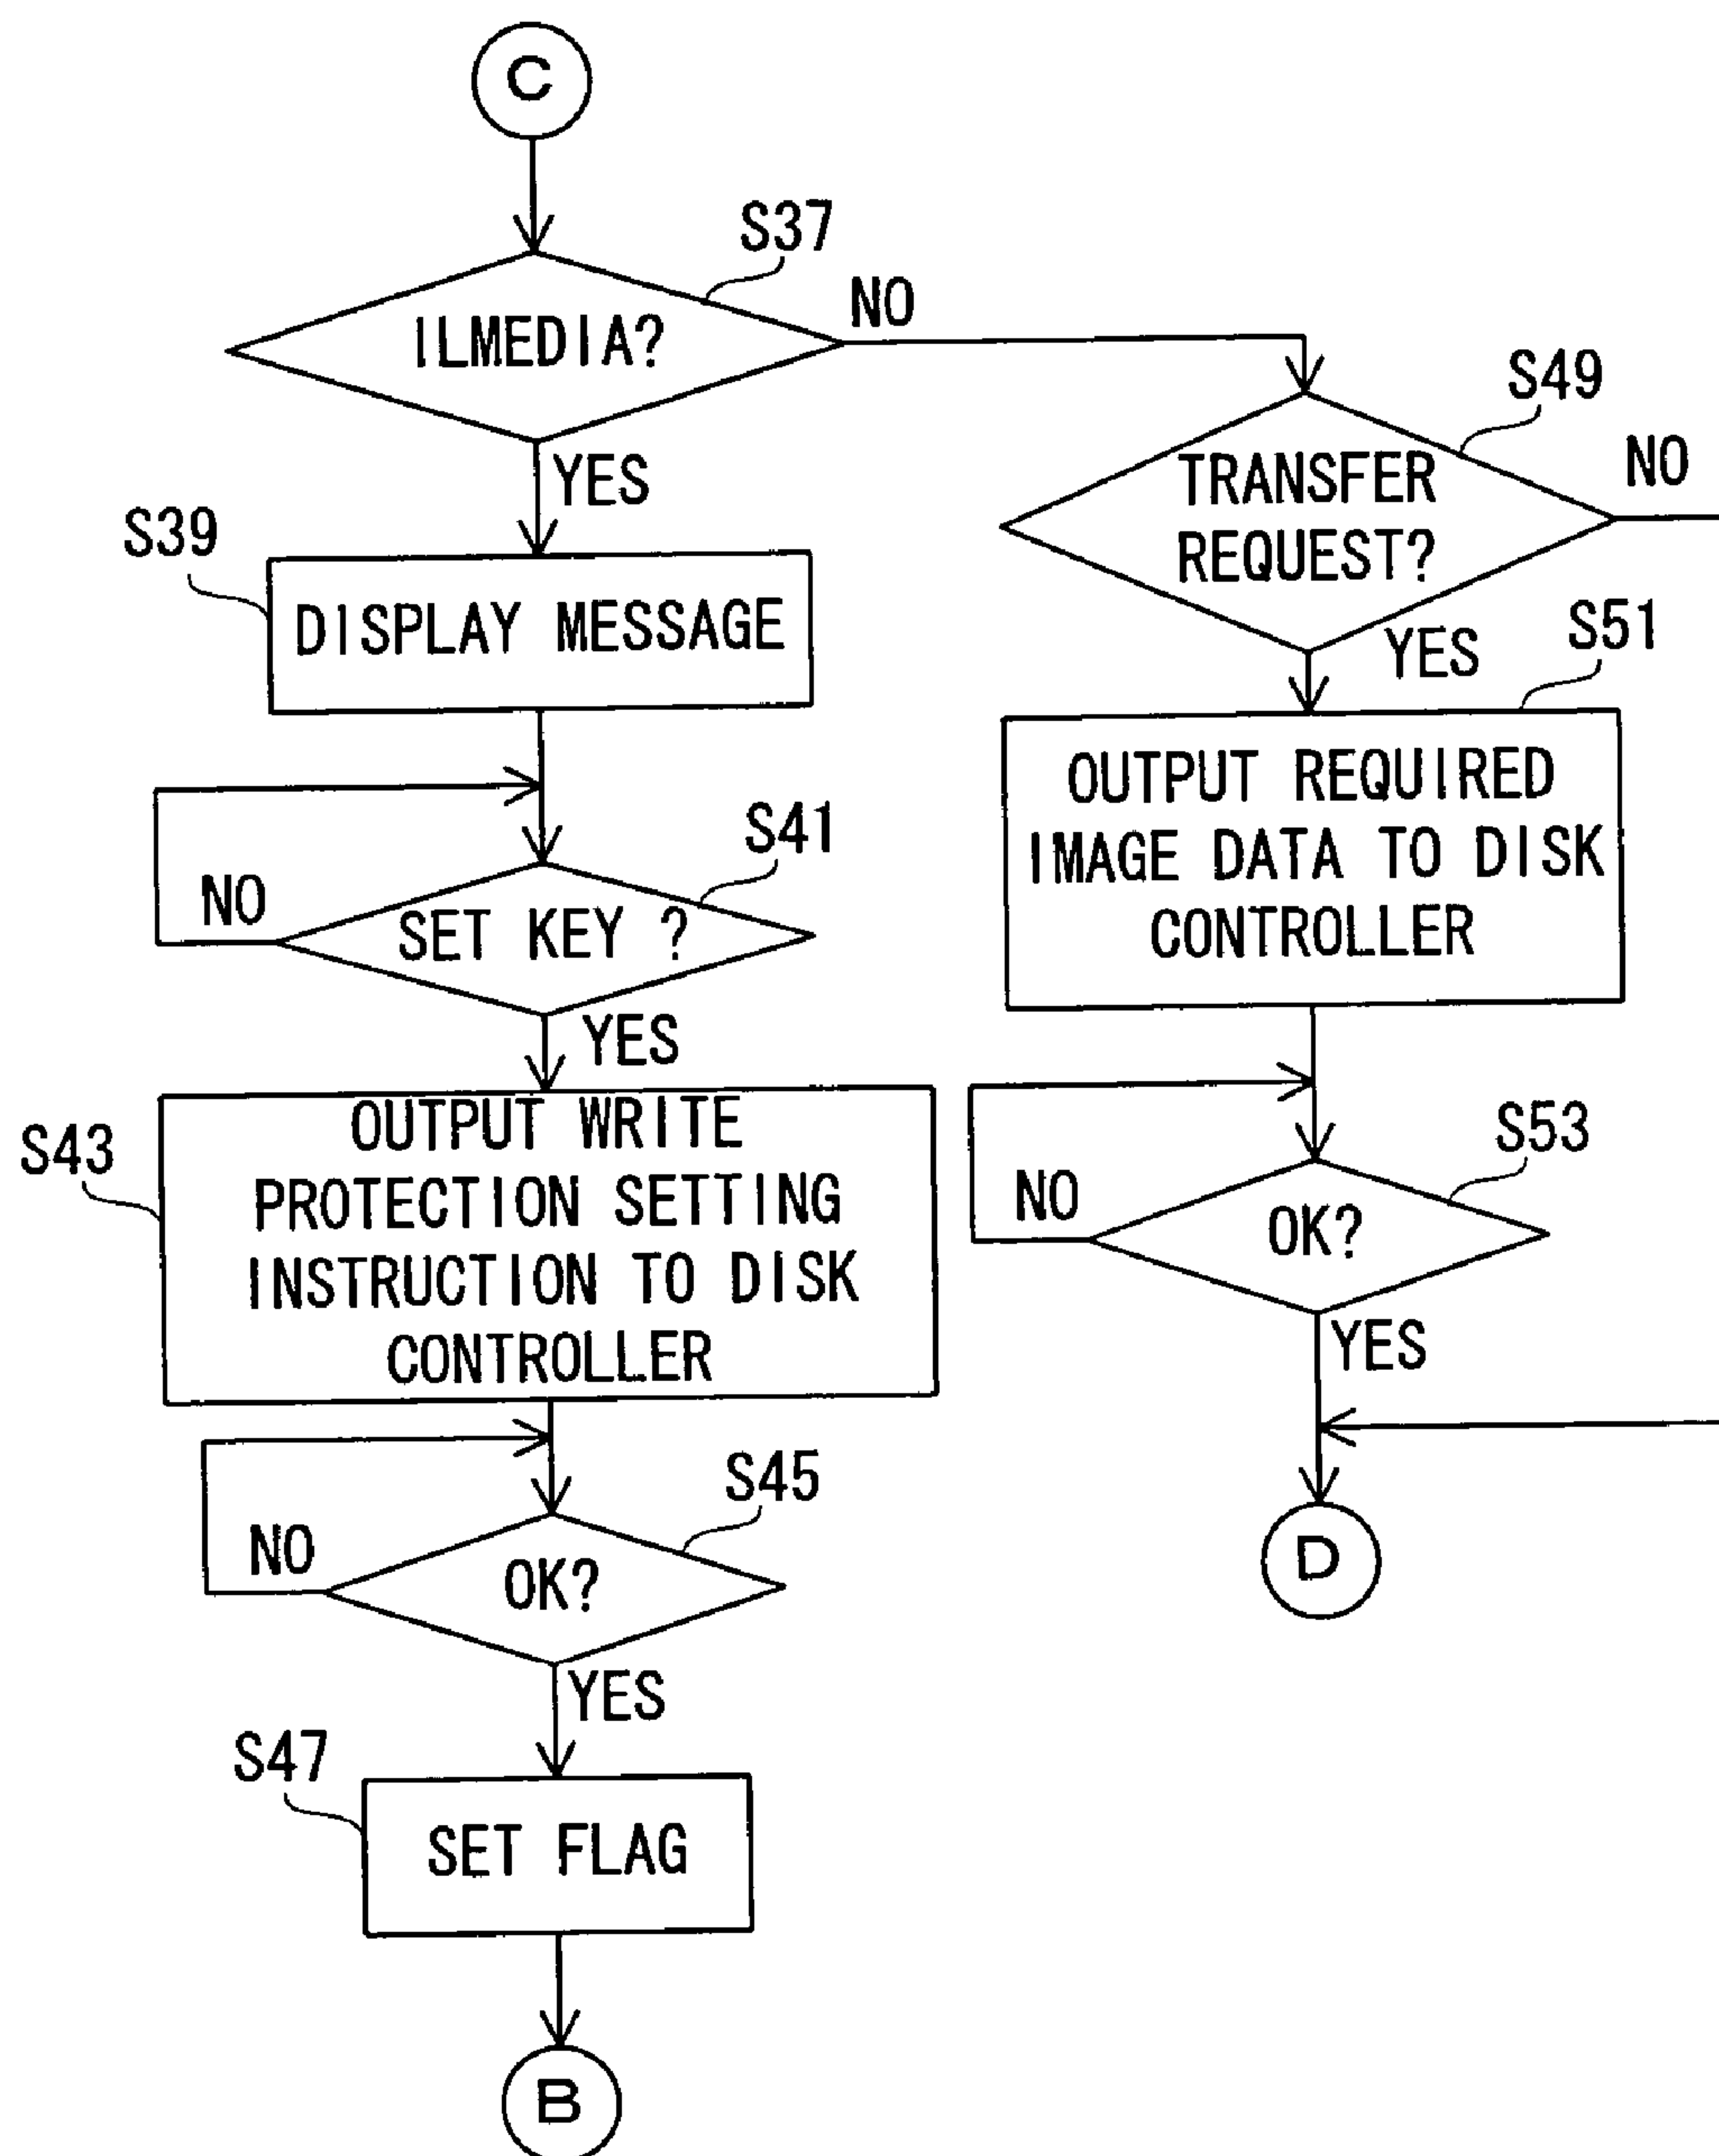 C
S37
ILMEDIA?
NO
YES
S39
DISPLAY MESSAGE
S41
SET KEY ?
NO
YES
S43
OUTPUT WRITE
PROTECTION SETTING
INSTRUCTION TO DISK
CONTROLLER
S45
OK?
NO
YES
S47
SET FLAG
B
S49
TRANSFER
REQUEST?
NO
YES
S51
OUTPUT REQUIRED
IMAGE DATA TO DISK
CONTROLLER
S53
OK?
NO
YES
D